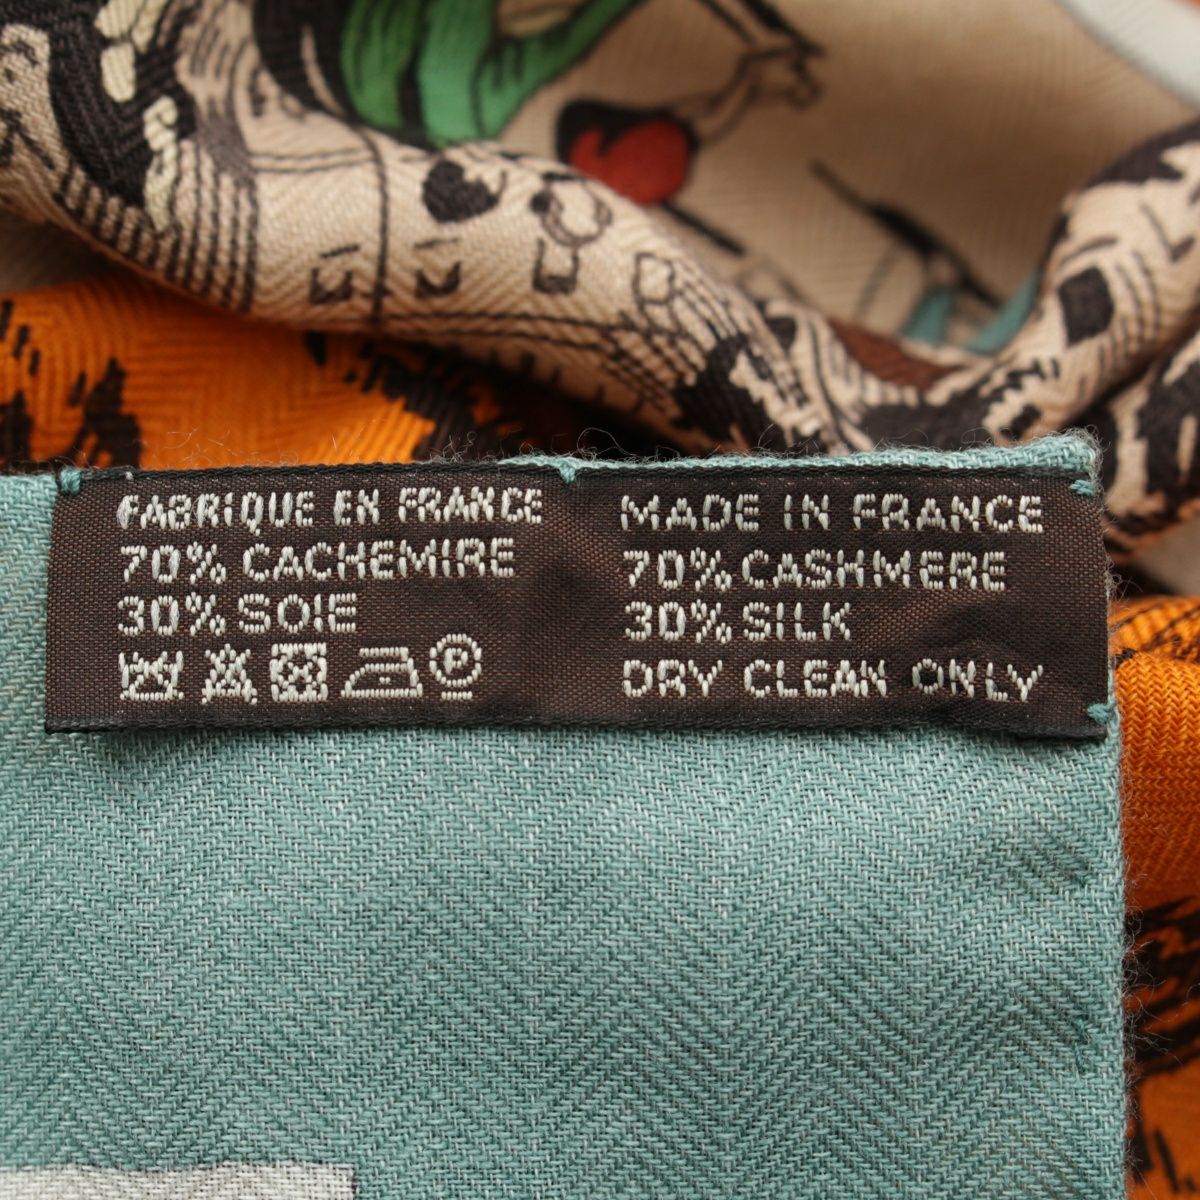 FABRIQUE EN FRANCE
70% CACHEMIRE
30% SOIE
P
MADE IN FRANCE
70% CASHMERE
30% SILK
DRY CLEAN ONLY